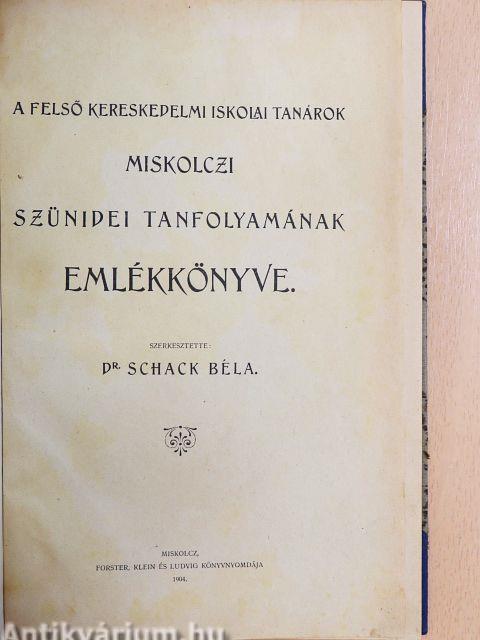 A FELSŐ KERESKEDELMI ISKOLAI TANÁROK
MISKOLCZI
SZÜNIDEI TANFOLYAMÁNAK
EMLÉKKÖNYVE.
SZERKESZTETTE:
DR. SCHACK BÉLA.
MISKOLCZ,
FORSTER, KLEIN ÉS LUDVIG KÖNYVNYOMDÁJA
1904.
Antikvárium.hu